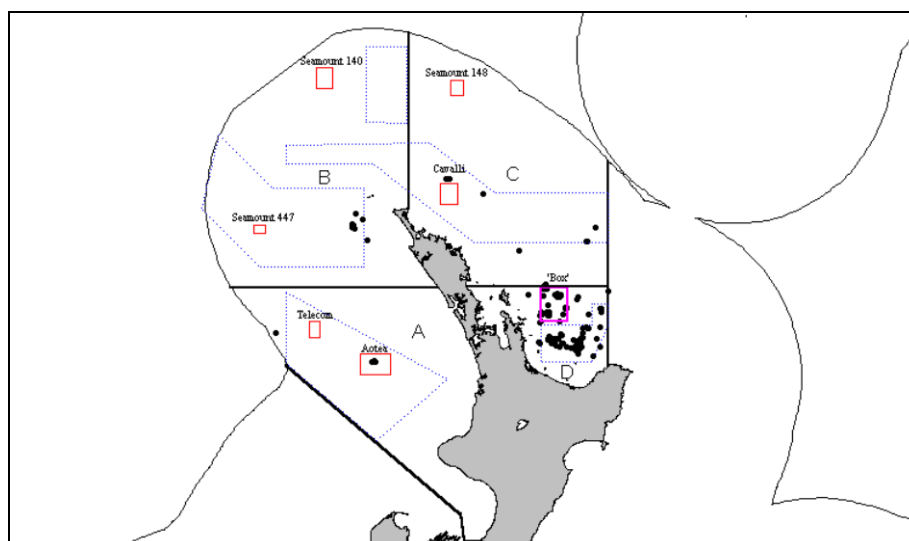 Seamount 140
Seamount 148
Cavalli
B
C
Seamount 447
'Box'
Telecom
A
Aotea
D